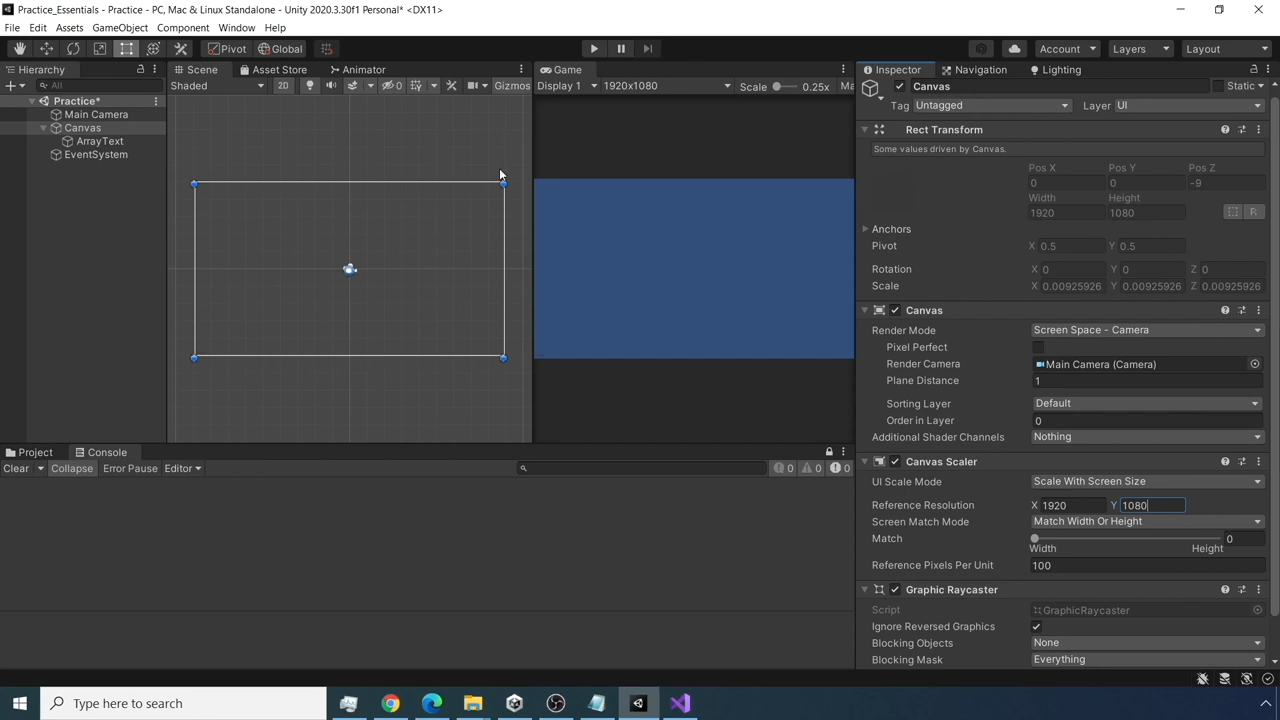 Practice_Essentials - Practice - PC, Mac & Linux Standalone - Unity 2020.3.30f1 Personal* <DX11>
File Edit Assets GameObject Component Window Help
Pivot Global Account Layers Layout
Hierarchy
All
Practice*
Main Camera
Canvas
ArrayText
EventSystem
Scene Asset Store Animator
Shaded 2D 0 Gizmos
Game
Display 1 1920x1080 Scale 0.25x Ma
Inspector Navigation Lighting
Canvas Static
Tag Untagged Layer UI
Rect Transform
Some values driven by Canvas.
Pos X Pos Y Pos Z
0 0 -9
Width Height
1920 1080 R
Anchors
Pivot X 0.5 Y 0.5
Rotation X 0 Y 0 Z 0
Scale X 0.00925926 Y 0.00925926 Z 0.00925926
Canvas
Render Mode Screen Space - Camera
Pixel Perfect
Render Camera Main Camera (Camera)
Plane Distance 1
Sorting Layer Default
Order in Layer 0
Additional Shader Channels Nothing
Canvas Scaler
UI Scale Mode Scale With Screen Size
Reference Resolution X 1920 Y 1080
Screen Match Mode Match Width Or Height
Match 0
Width Height
Reference Pixels Per Unit 100
Graphic Raycaster
Script GraphicRaycaster
Ignore Reversed Graphics
Blocking Objects None
Blocking Mask Everything
Project Console
Clear Collapse Error Pause Editor 0 0 0
Type here to search